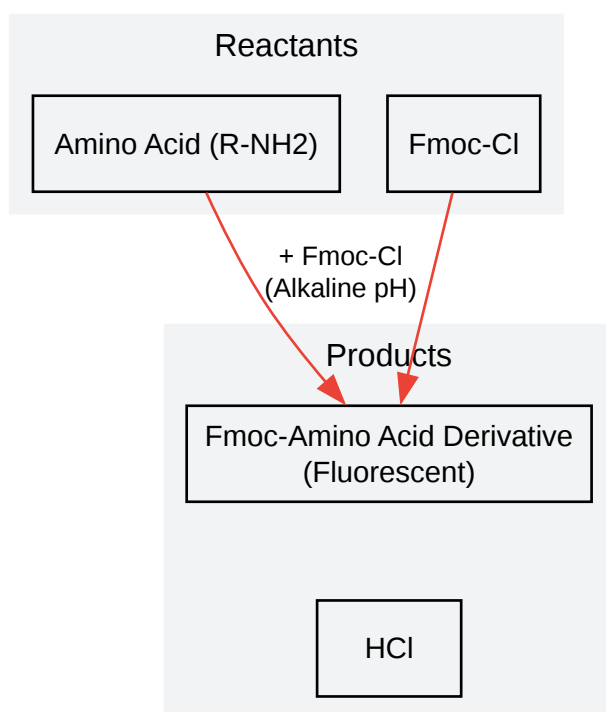 Reactants
Amino Acid (R-NH2)
Fmoc-Cl
+ Fmoc-Cl
(Alkaline pH)
Products
Fmoc-Amino Acid Derivative
(Fluorescent)
HCl